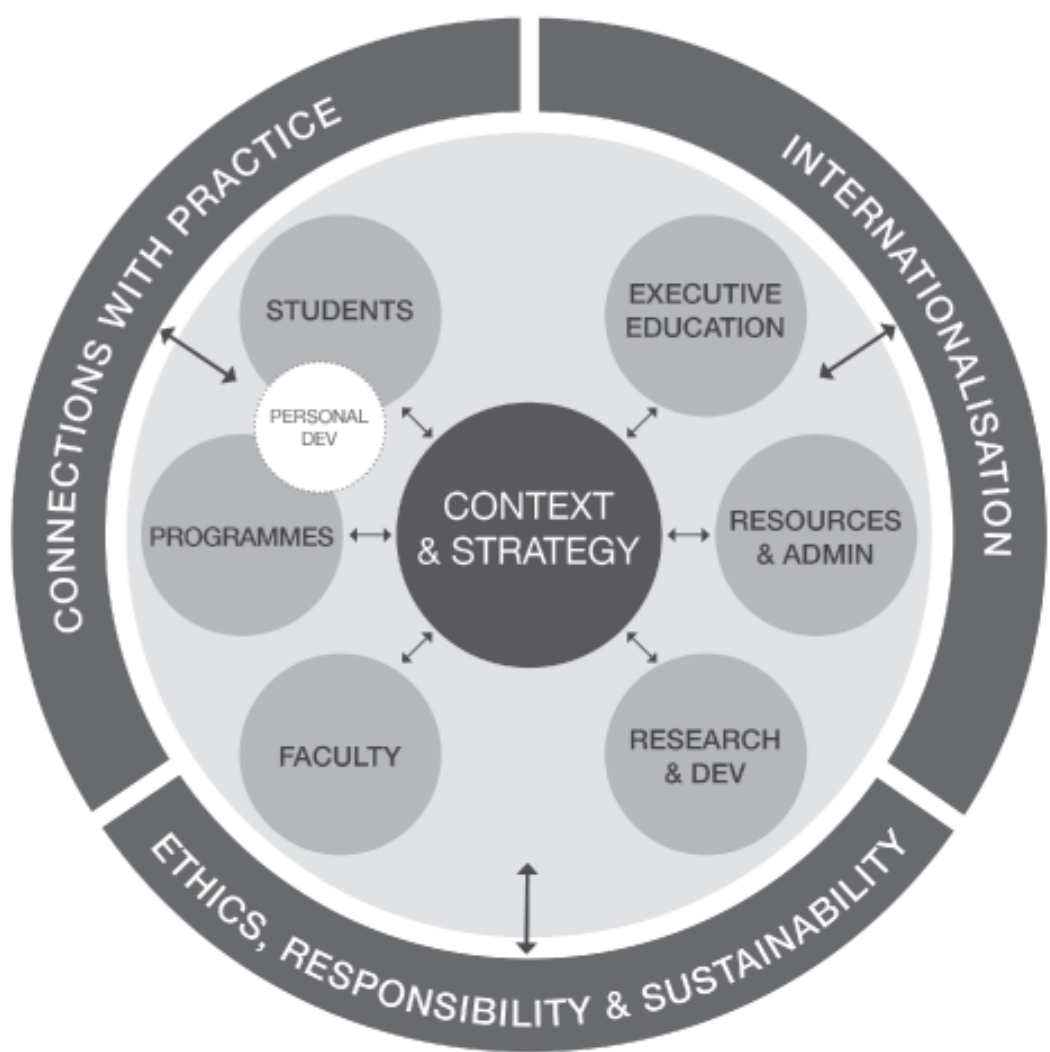 CONNECTIONS WITH PRACTICE
INTERNATIONALISATION
STUDENTS
EXECUTIVE
EDUCATION
PERSONAL
DEV
PROGRAMMES
CONTEXT
& STRATEGY
RESOURCES
& ADMIN
FACULTY
RESEARCH
& DEV
ETHICS, RESPONSIBILITY & SUSTAINABILITY